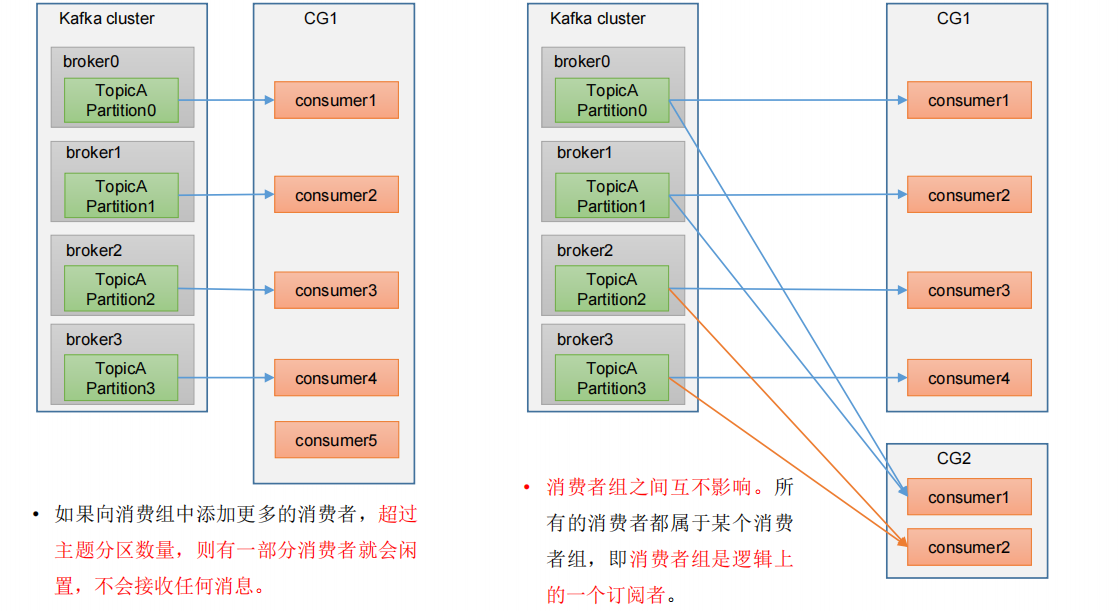 Kafka cluster
broker0
TopicA
Partition0
broker1
TopicA
Partition1
broker2
TopicA
Partition2
broker3
TopicA
Partition3
CG1
consumer1
consumer2
consumer3
consumer4
consumer5
• 如果向消费组中添加更多的消费者，超过
主题分区数量，则有一部分消费者就会闲
置，不会接收任何消息。
Kafka cluster
broker0
TopicA
Partition0
broker1
TopicA
Partition1
broker2
TopicA
Partition2
broker3
TopicA
Partition3
CG1
consumer1
consumer2
consumer3
consumer4
CG2
consumer1
consumer2
• 消费者组之间互不影响。所
有的消费者都属于某个消费
者组，即消费者组是逻辑上
的一个订阅者。